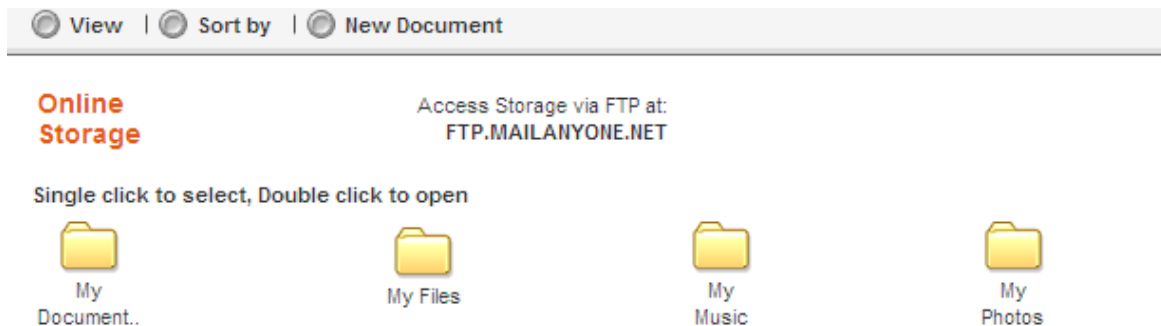 View | Sort by | New Document
Online
Storage
Access Storage via FTP at:
FTP.MAILANYONE.NET
Single click to select, Double click to open
My
Document..
My Files
My
Music
My
Photos